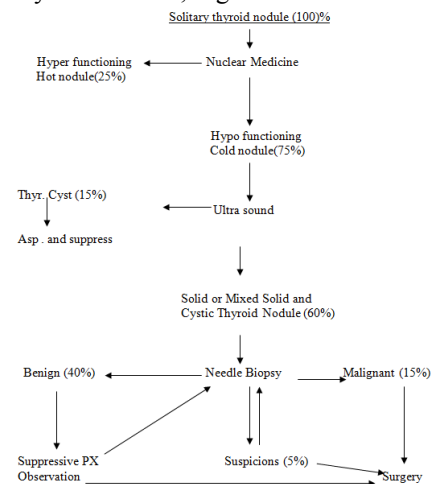 Solitary thyroid nodule (100)%
Hyper functioning
Hot nodule(25%)
Nuclear Medicine
Hypo functioning
Cold nodule(75%)
Thyr. Cyst (15%)
Ultra sound
Asp . and suppress
Solid or Mixed Solid and
Cystic Thyroid Nodule (60%)
Benign (40%)
Needle Biopsy
Malignant (15%)
Suppressive PX
Observation
Suspicions (5%)
Surgery